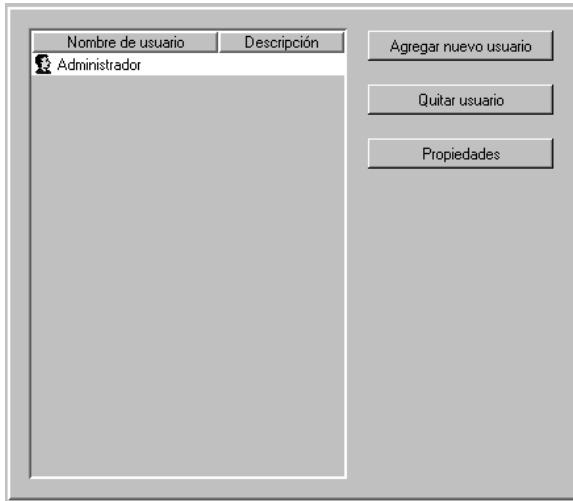 Nombre de usuario Descripción
Administrador
Agregar nuevo usuario
Quitar usuario
Propiedades